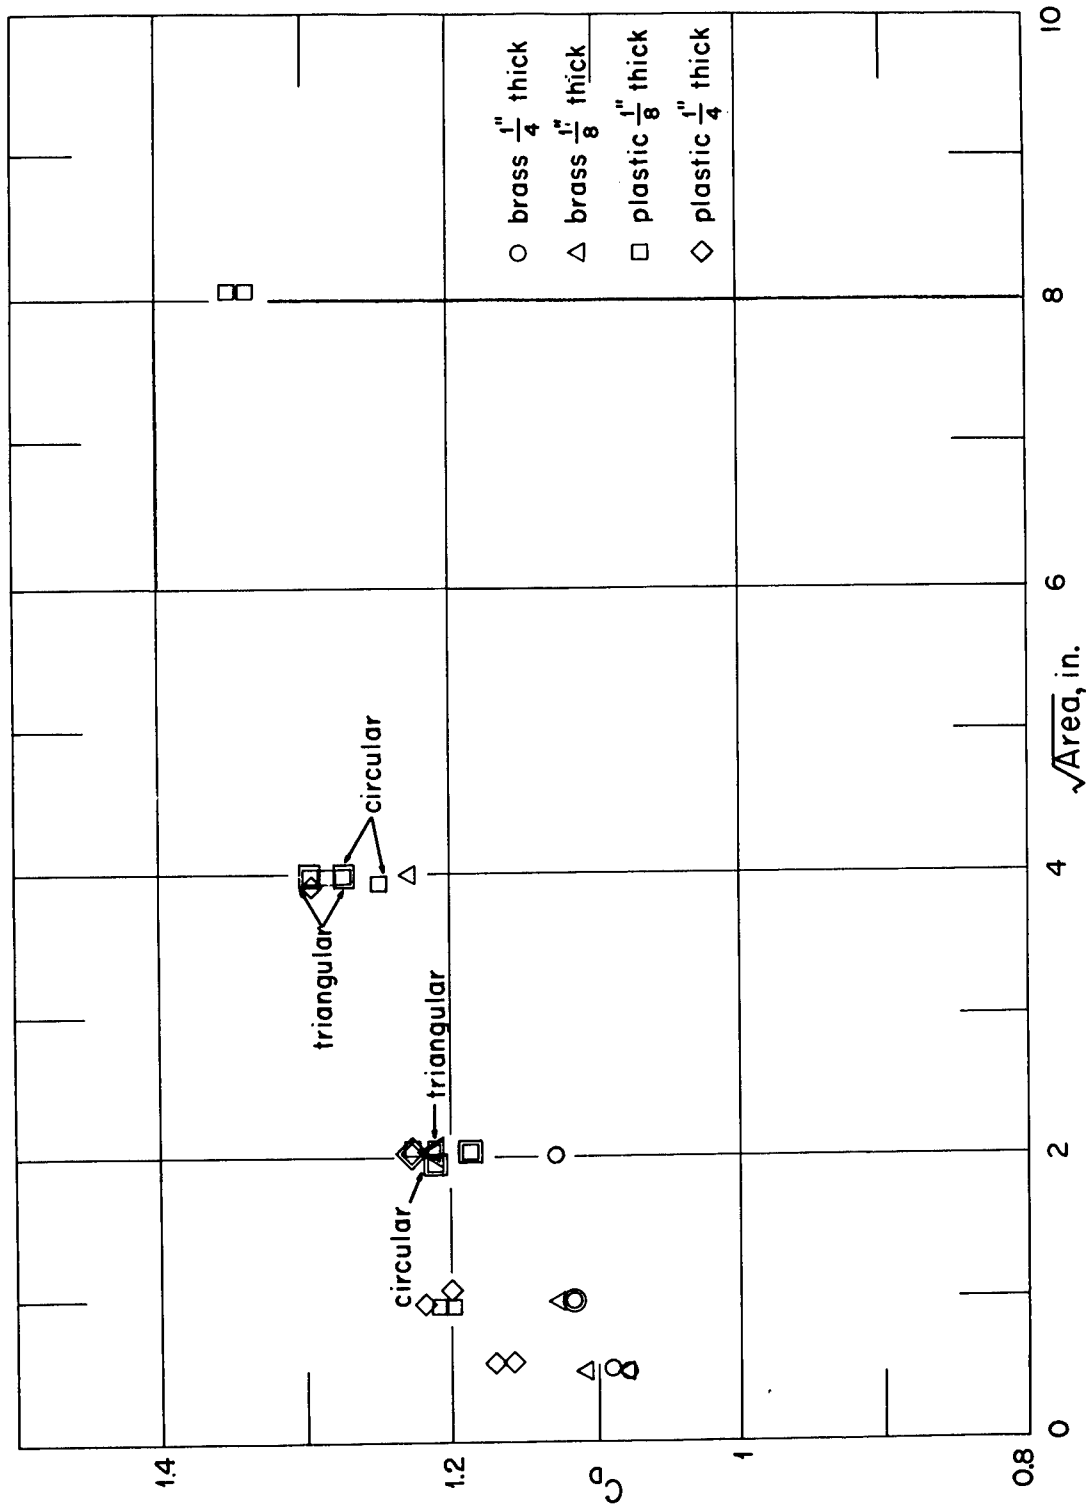 1.4
1.2
1
0.8
C_D
0
2
4
6
8
10
√Area, in.
circular
triangular
triangular
circular
○ brass 1/4" thick
△ brass 1/8" thick
□ plastic 1/8" thick
◇ plastic 1/4" thick